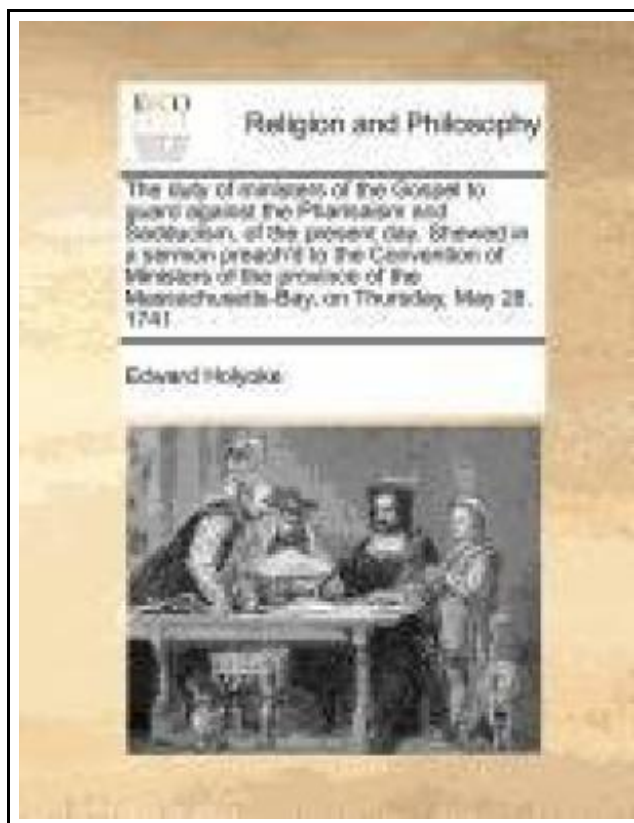 ECCO
Religion and Philosophy
The duty of ministers of the Gospel to
guard against the Pharisaism and
Sadducism, of the present day. Shewed in
a sermon preach'd to the Convention of
Ministers of the province of the
Massachusetts-Bay, on Thursday, May 28.
1741
Edward Holyoke